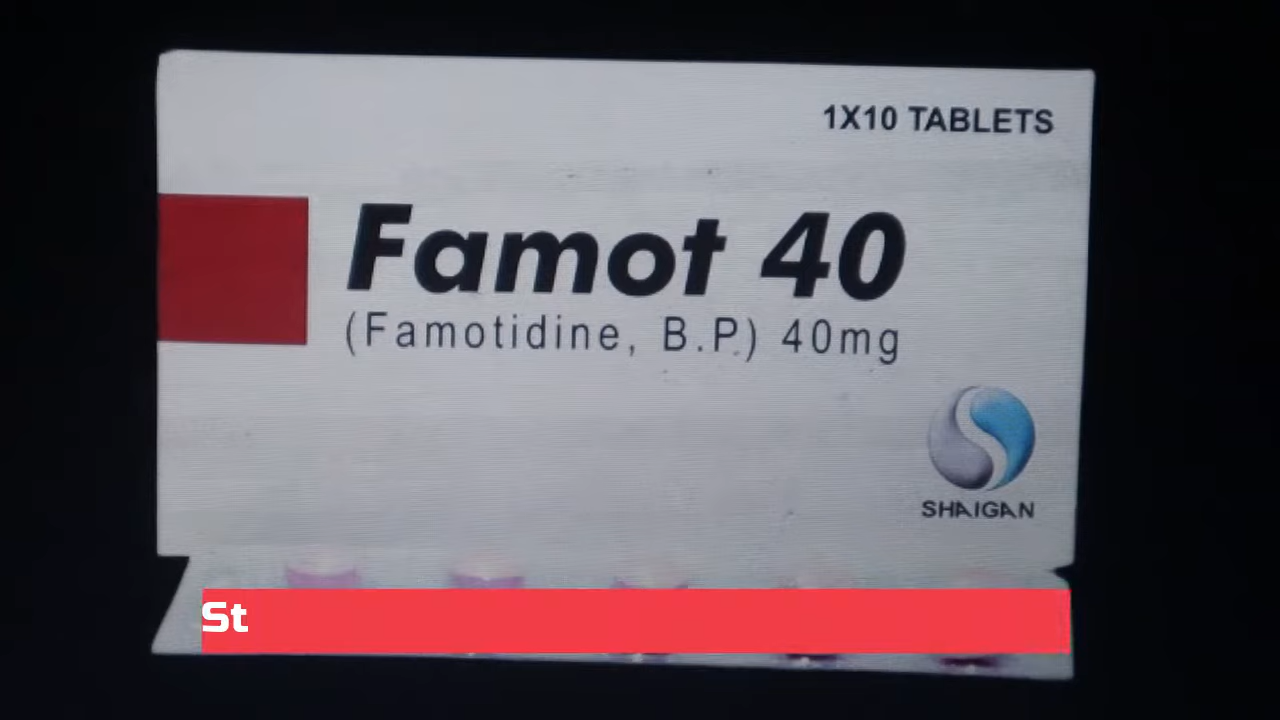 1X10 TABLETS
Famot 40
(Famotidine, B.P.) 40mg
SHAIGAN
St